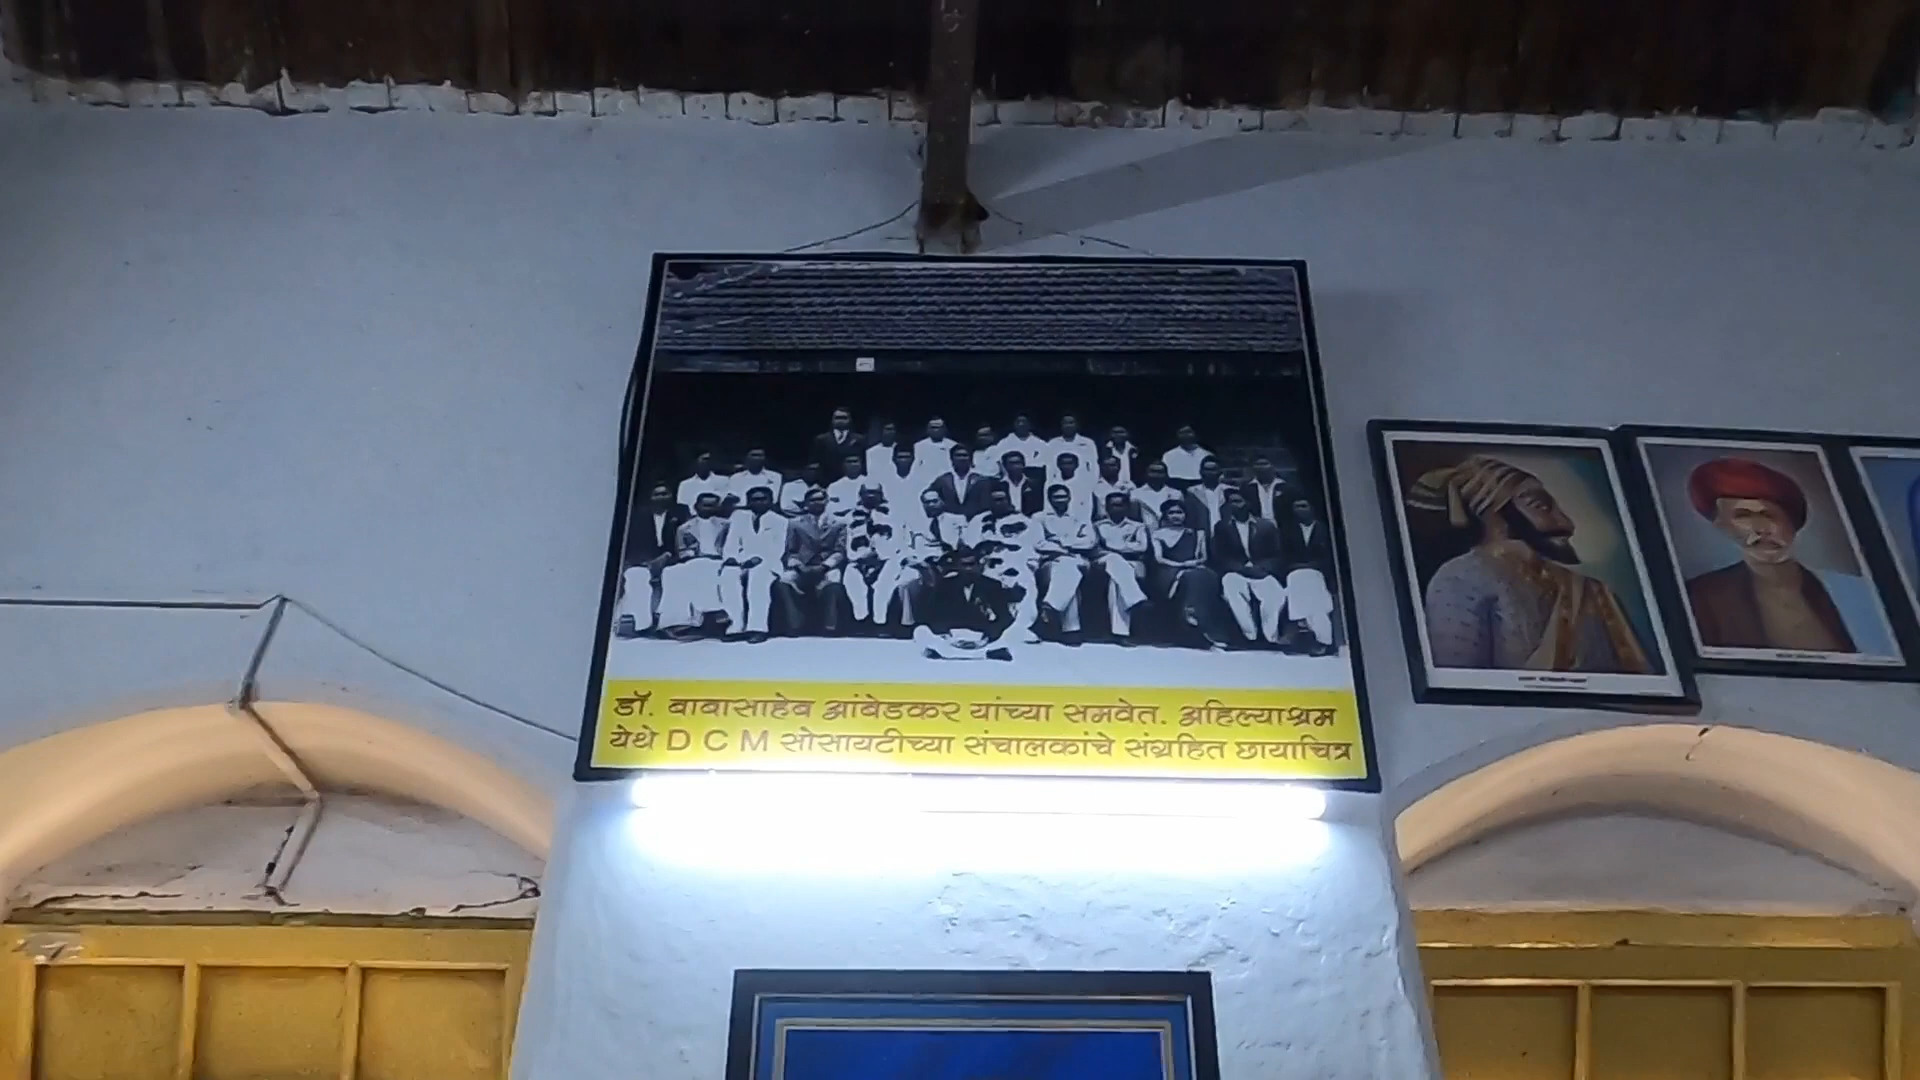 डॉ. बाबासाहेब आंबेडकर यांच्या समवेत. अहिल्याश्रम
येथे D C M सोसायटीच्या संचालकांचे संग्रहित छायाचित्र